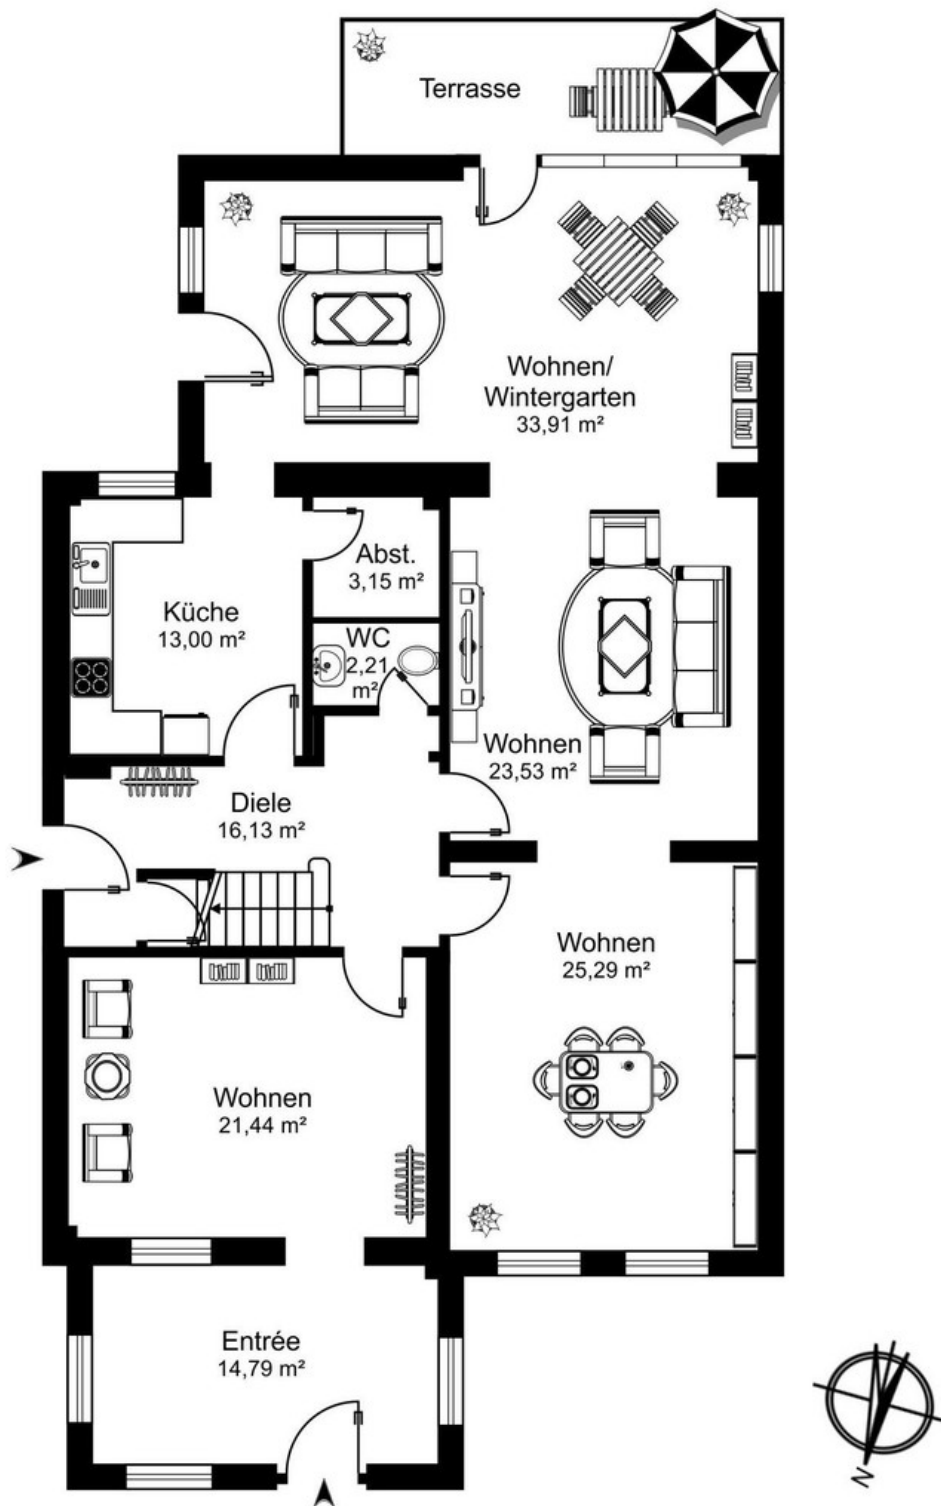 Terrasse
Wohnen/
Wintergarten
33,91 m²
Abst.
3,15 m²
Küche
13,00 m²
WC
2,21
m²
Wohnen
23,53 m²
Diele
16,13 m²
Wohnen
25,29 m²
Wohnen
21,44 m²
Entrée
14,79 m²
N